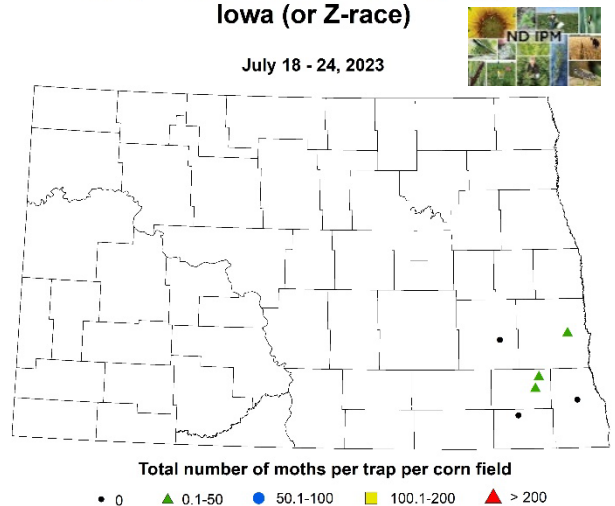 Iowa (or Z-race)
ND IPM
July 18 - 24, 2023
Total number of moths per trap per corn field
0 0.1-50 50.1-100 100.1-200 > 200